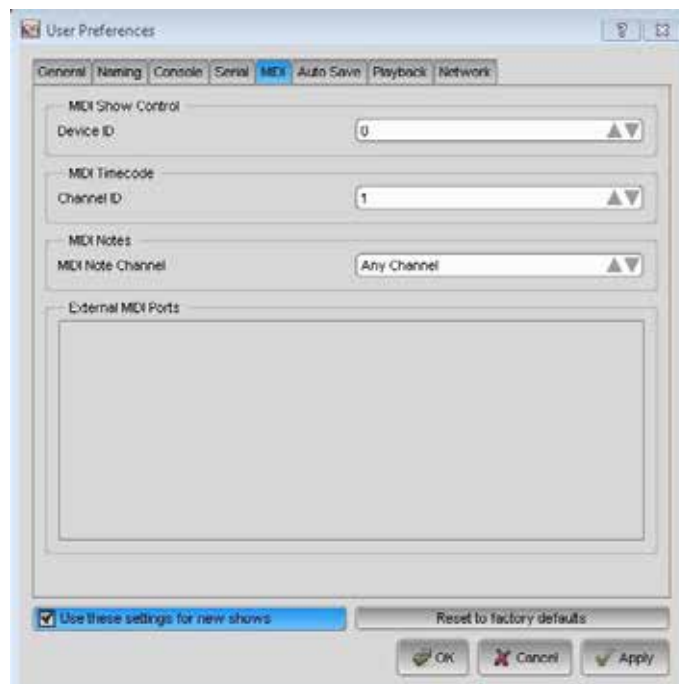 User Preferences
General Naming Console Serial MIDI Auto Save Playback Network
MIDI Show Control
Device ID 0
MIDI Timecode
Channel ID 1
MIDI Notes
MIDI Note Channel Any Channel
External MIDI Ports
Use these settings for new shows Reset to factory defaults
OK Cancel Apply